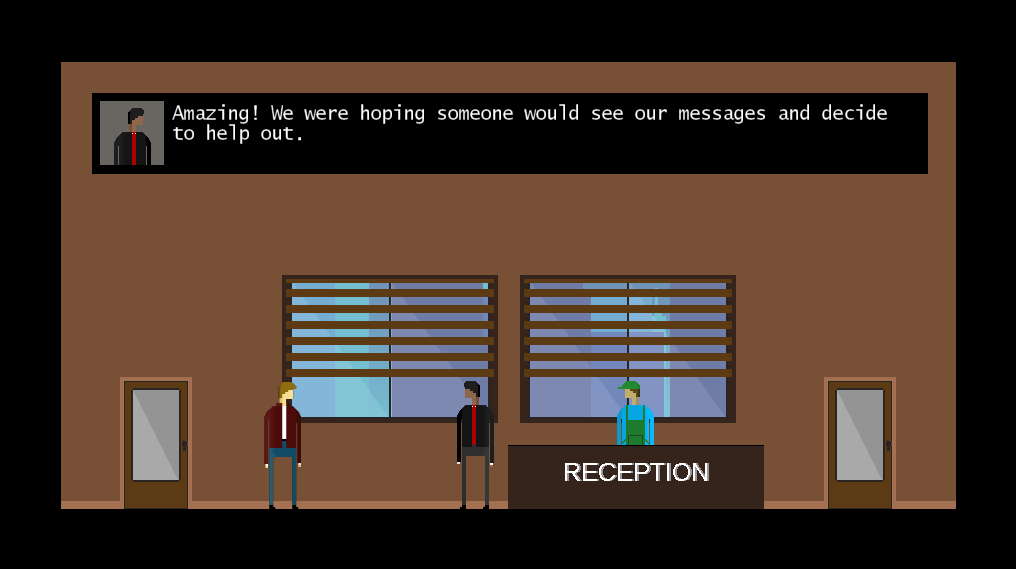 Amazing! We were hoping someone would see our messages and decide
to help out.
RECEPTION